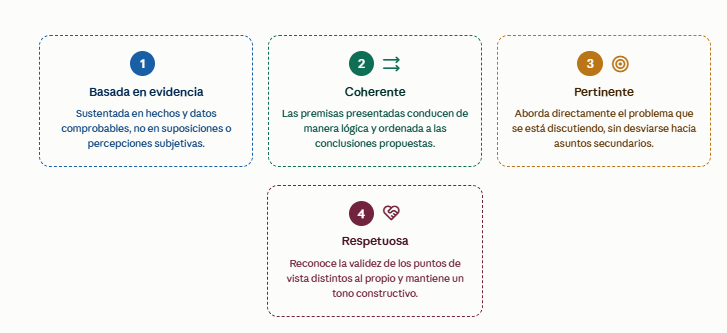 1
Basada en evidencia
Sustentada en hechos y datos
comprobables, no en suposiciones o
percepciones subjetivas.
2
Coherente
Las premisas presentadas conducen de
manera lógica y ordenada a las
conclusiones propuestas.
3
Pertinente
Aborda directamente el problema que
se está discutiendo, sin desviarse hacia
asuntos secundarios.
4
Respetuosa
Reconoce la validez de los puntos de
vista distintos al propio y mantiene un
tono constructivo.